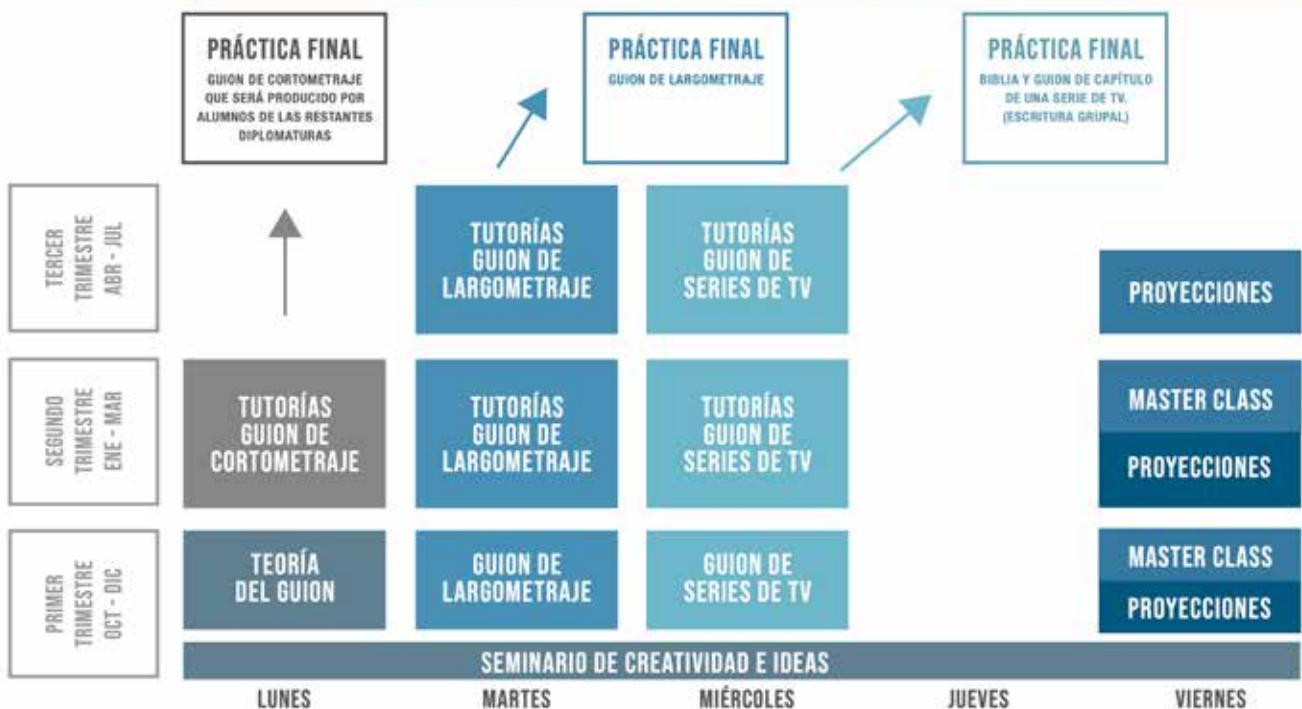 PRÁCTICA FINAL
GUION DE CORTOMETRAJE
QUE SERÁ PRODUCIDO POR
ALUMNOS DE LAS RESTANTES
DIPLOMATURAS
PRÁCTICA FINAL
GUION DE LARGOMETRAJE
PRÁCTICA FINAL
BIBLIA Y GUION DE CAPÍTULO
DE UNA SERIE DE TV.
(ESCRITURA GRUPAL)
TERCER
TRIMESTRE
ABR - JUL
TUTORÍAS
GUION DE
LARGOMETRAJE
TUTORÍAS
GUION DE
SERIES DE TV
PROYECCIONES
SEGUNDO
TRIMESTRE
ENE - MAR
TUTORÍAS
GUION DE
CORTOMETRAJE
TUTORÍAS
GUION DE
LARGOMETRAJE
TUTORÍAS
GUION DE
SERIES DE TV
MASTER CLASS
PROYECCIONES
PRIMER
TRIMESTRE
OCT - DIC
TEORÍA
DEL GUION
GUION DE
LARGOMETRAJE
GUION DE
SERIES DE TV
MASTER CLASS
PROYECCIONES
SEMINARIO DE CREATIVIDAD E IDEAS
LUNES
MARTES
MIÉRCOLES
JUEVES
VIERNES